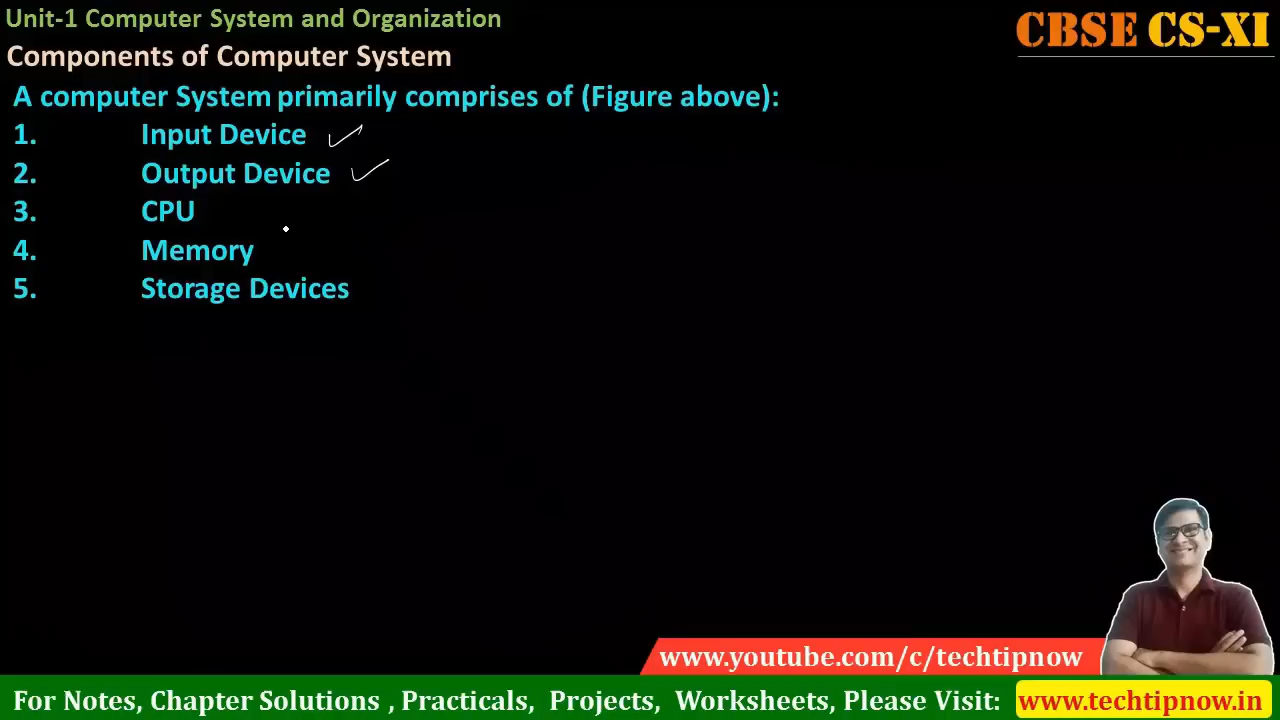 Unit-1 Computer System and Organization
CBSE CS-XI
Components of Computer System
A computer System primarily comprises of (Figure above):
1. Input Device
2. Output Device
3. CPU
4. Memory
5. Storage Devices
www.youtube.com/c/techtipnow
For Notes, Chapter Solutions , Practicals, Projects, Worksheets, Please Visit: www.techtipnow.in